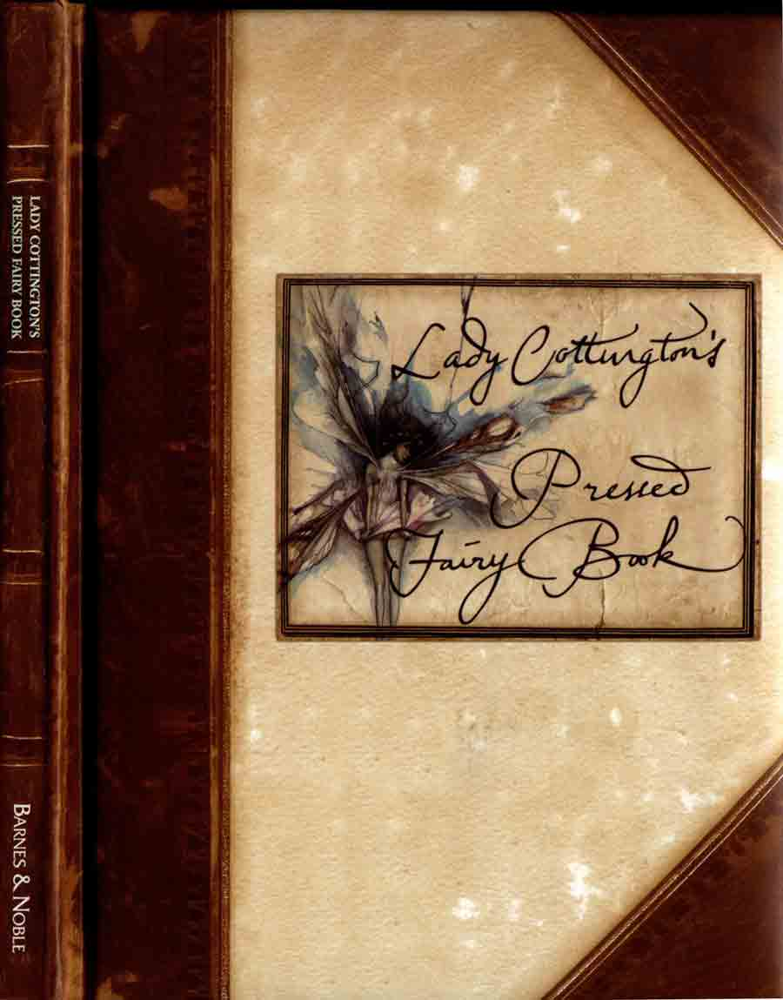 LADY COTTINGTON'S
PRESSED FAIRY BOOK
BARNES & NOBLE
Lady Cottington's
Pressed
Fairy Book